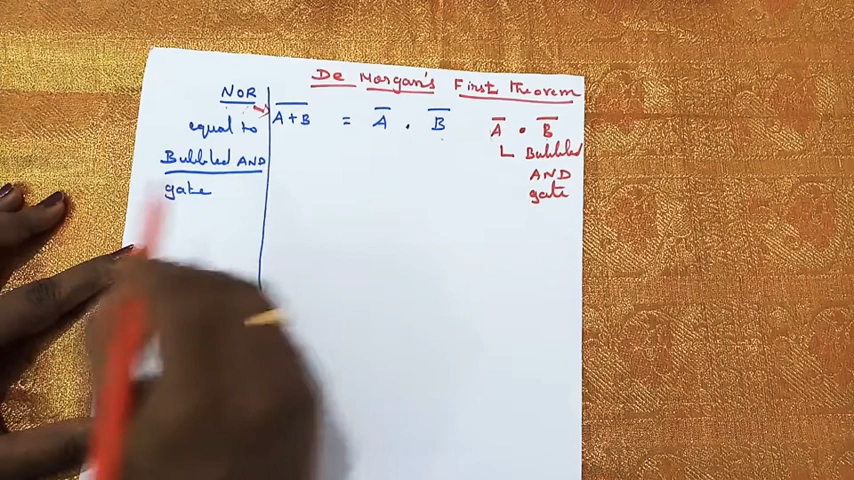 De Morgan's First Theorem
NOR
equal to
Bubbled AND
gate
A̅+̅B̅ = A̅ . B̅
A̅ . B̅
Bubbled
AND
gate